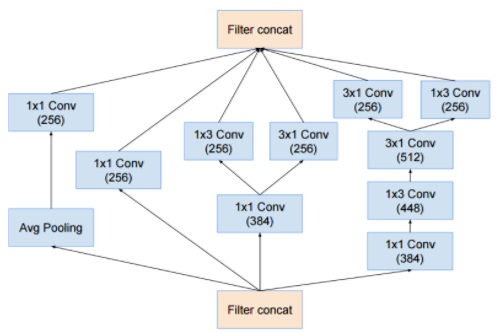 Filter concat
3x1 Conv
(256)
1x3 Conv
(256)
1x1 Conv
(256)
1x3 Conv
(256)
3x1 Conv
(256)
3x1 Conv
(512)
1x1 Conv
(256)
1x3 Conv
(448)
1x1 Conv
(384)
Avg Pooling
1x1 Conv
(384)
Filter concat